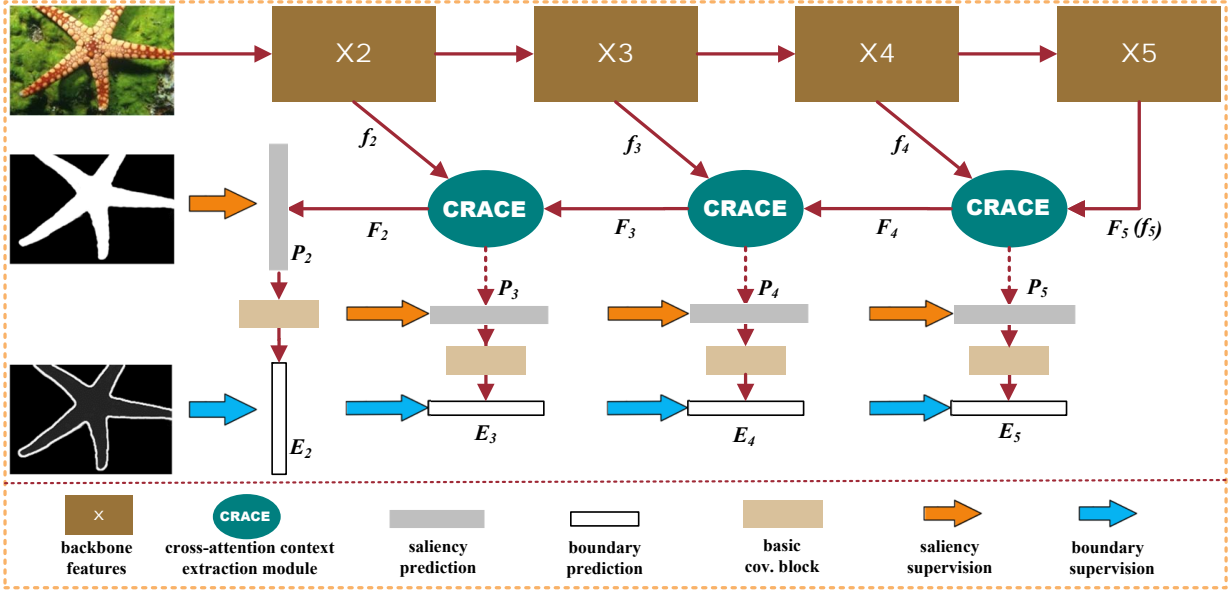 X2
X3
X4
X5
f2
f3
f4
CRACE
CRACE
CRACE
F2
F3
F4
F5 (f5)
P2
P3
P4
P5
E2
E3
E4
E5
X
CRACE
backbone
features
cross-attention context
extraction module
saliency
prediction
boundary
prediction
basic
cov. block
saliency
supervision
boundary
supervision